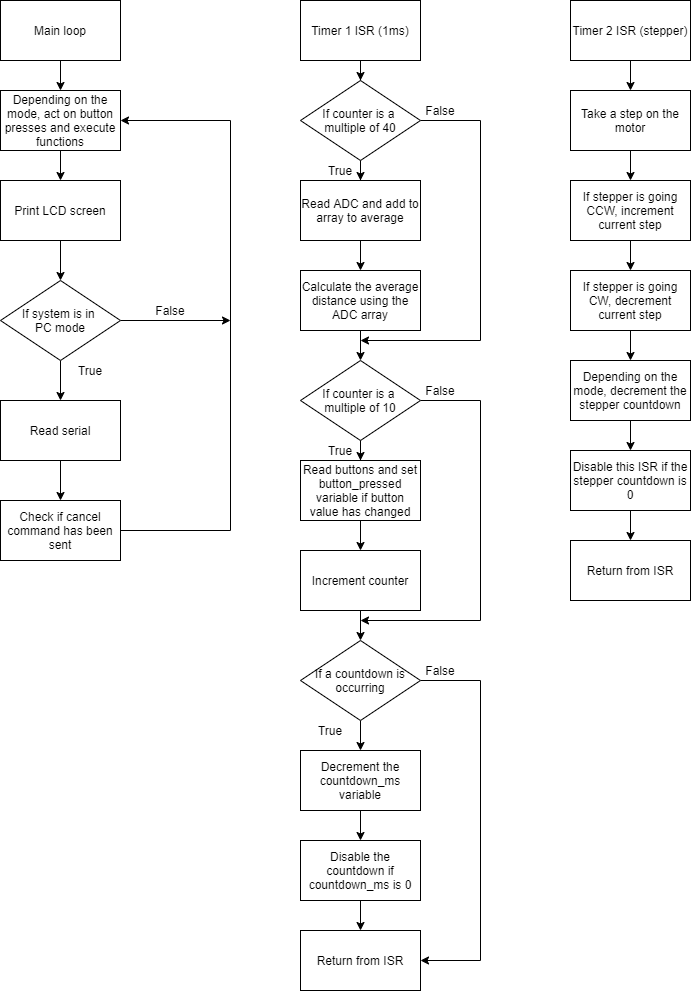 Main loop
Depending on the
mode, act on button
presses and execute
functions
Print LCD screen
If system is in
PC mode
False
True
Read serial
Check if cancel
command has been
sent
Timer 1 ISR (1ms)
If counter is a
multiple of 40
False
True
Read ADC and add to
array to average
Calculate the average
distance using the
ADC array
If counter is a
multiple of 10
False
True
Read buttons and set
button_pressed
variable if button
value has changed
Increment counter
If a countdown is
occurring
False
True
Decrement the
countdown_ms
variable
Disable the
countdown if
countdown_ms is 0
Return from ISR
Timer 2 ISR (stepper)
Take a step on the
motor
If stepper is going
CCW, increment
current step
If stepper is going
CW, decrement
current step
Depending on the
mode, decrement the
stepper countdown
Disable this ISR if the
stepper countdown is
0
Return from ISR